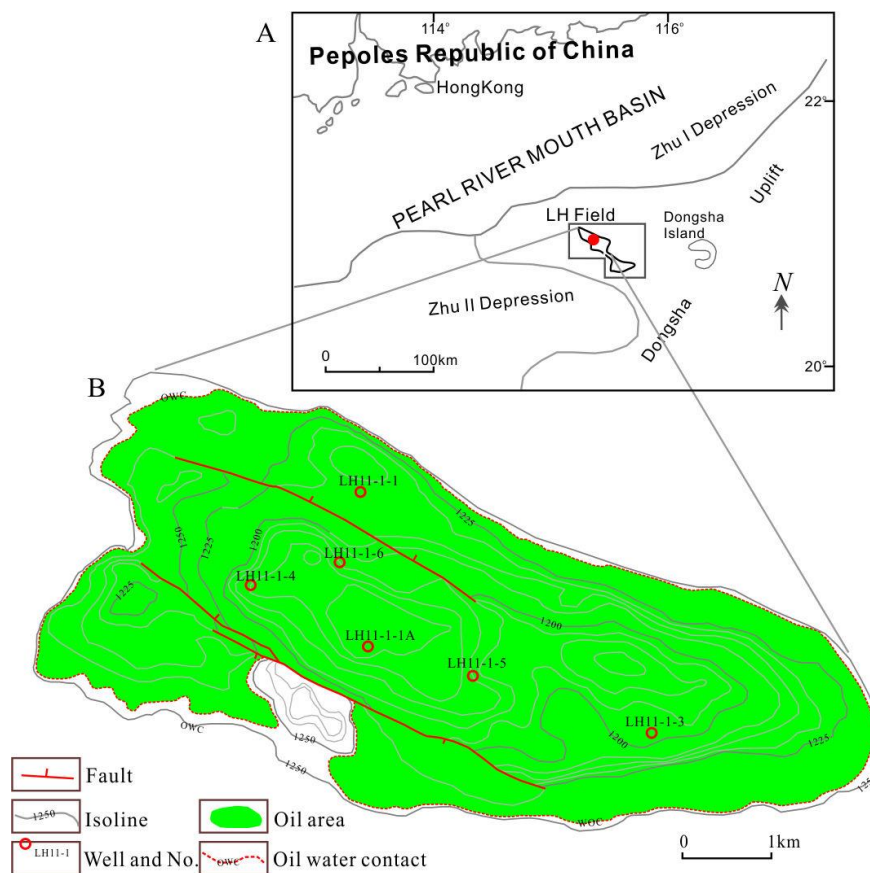 A
114°
116°
Pepoles Republic of China
HongKong
22°
PEARL RIVER MOUTH BASIN
Zhu I Depression
Uplift
LH Field
Dongsha
Island
Zhu II Depression
N
Dongsha
0
100km
20°
B
OWC
LH11-1-1
1225
1250
1225
1200
LH11-1-6
LH11-1-4
1225
1200
LH11-1-1A
LH11-1-5
LH11-1-3
1200
1225
OWC
1250
1250
WOC
125
Fault
1250
Isoline
Oil area
LH11-1
Well and No.
OWC
Oil water contact
0
1km